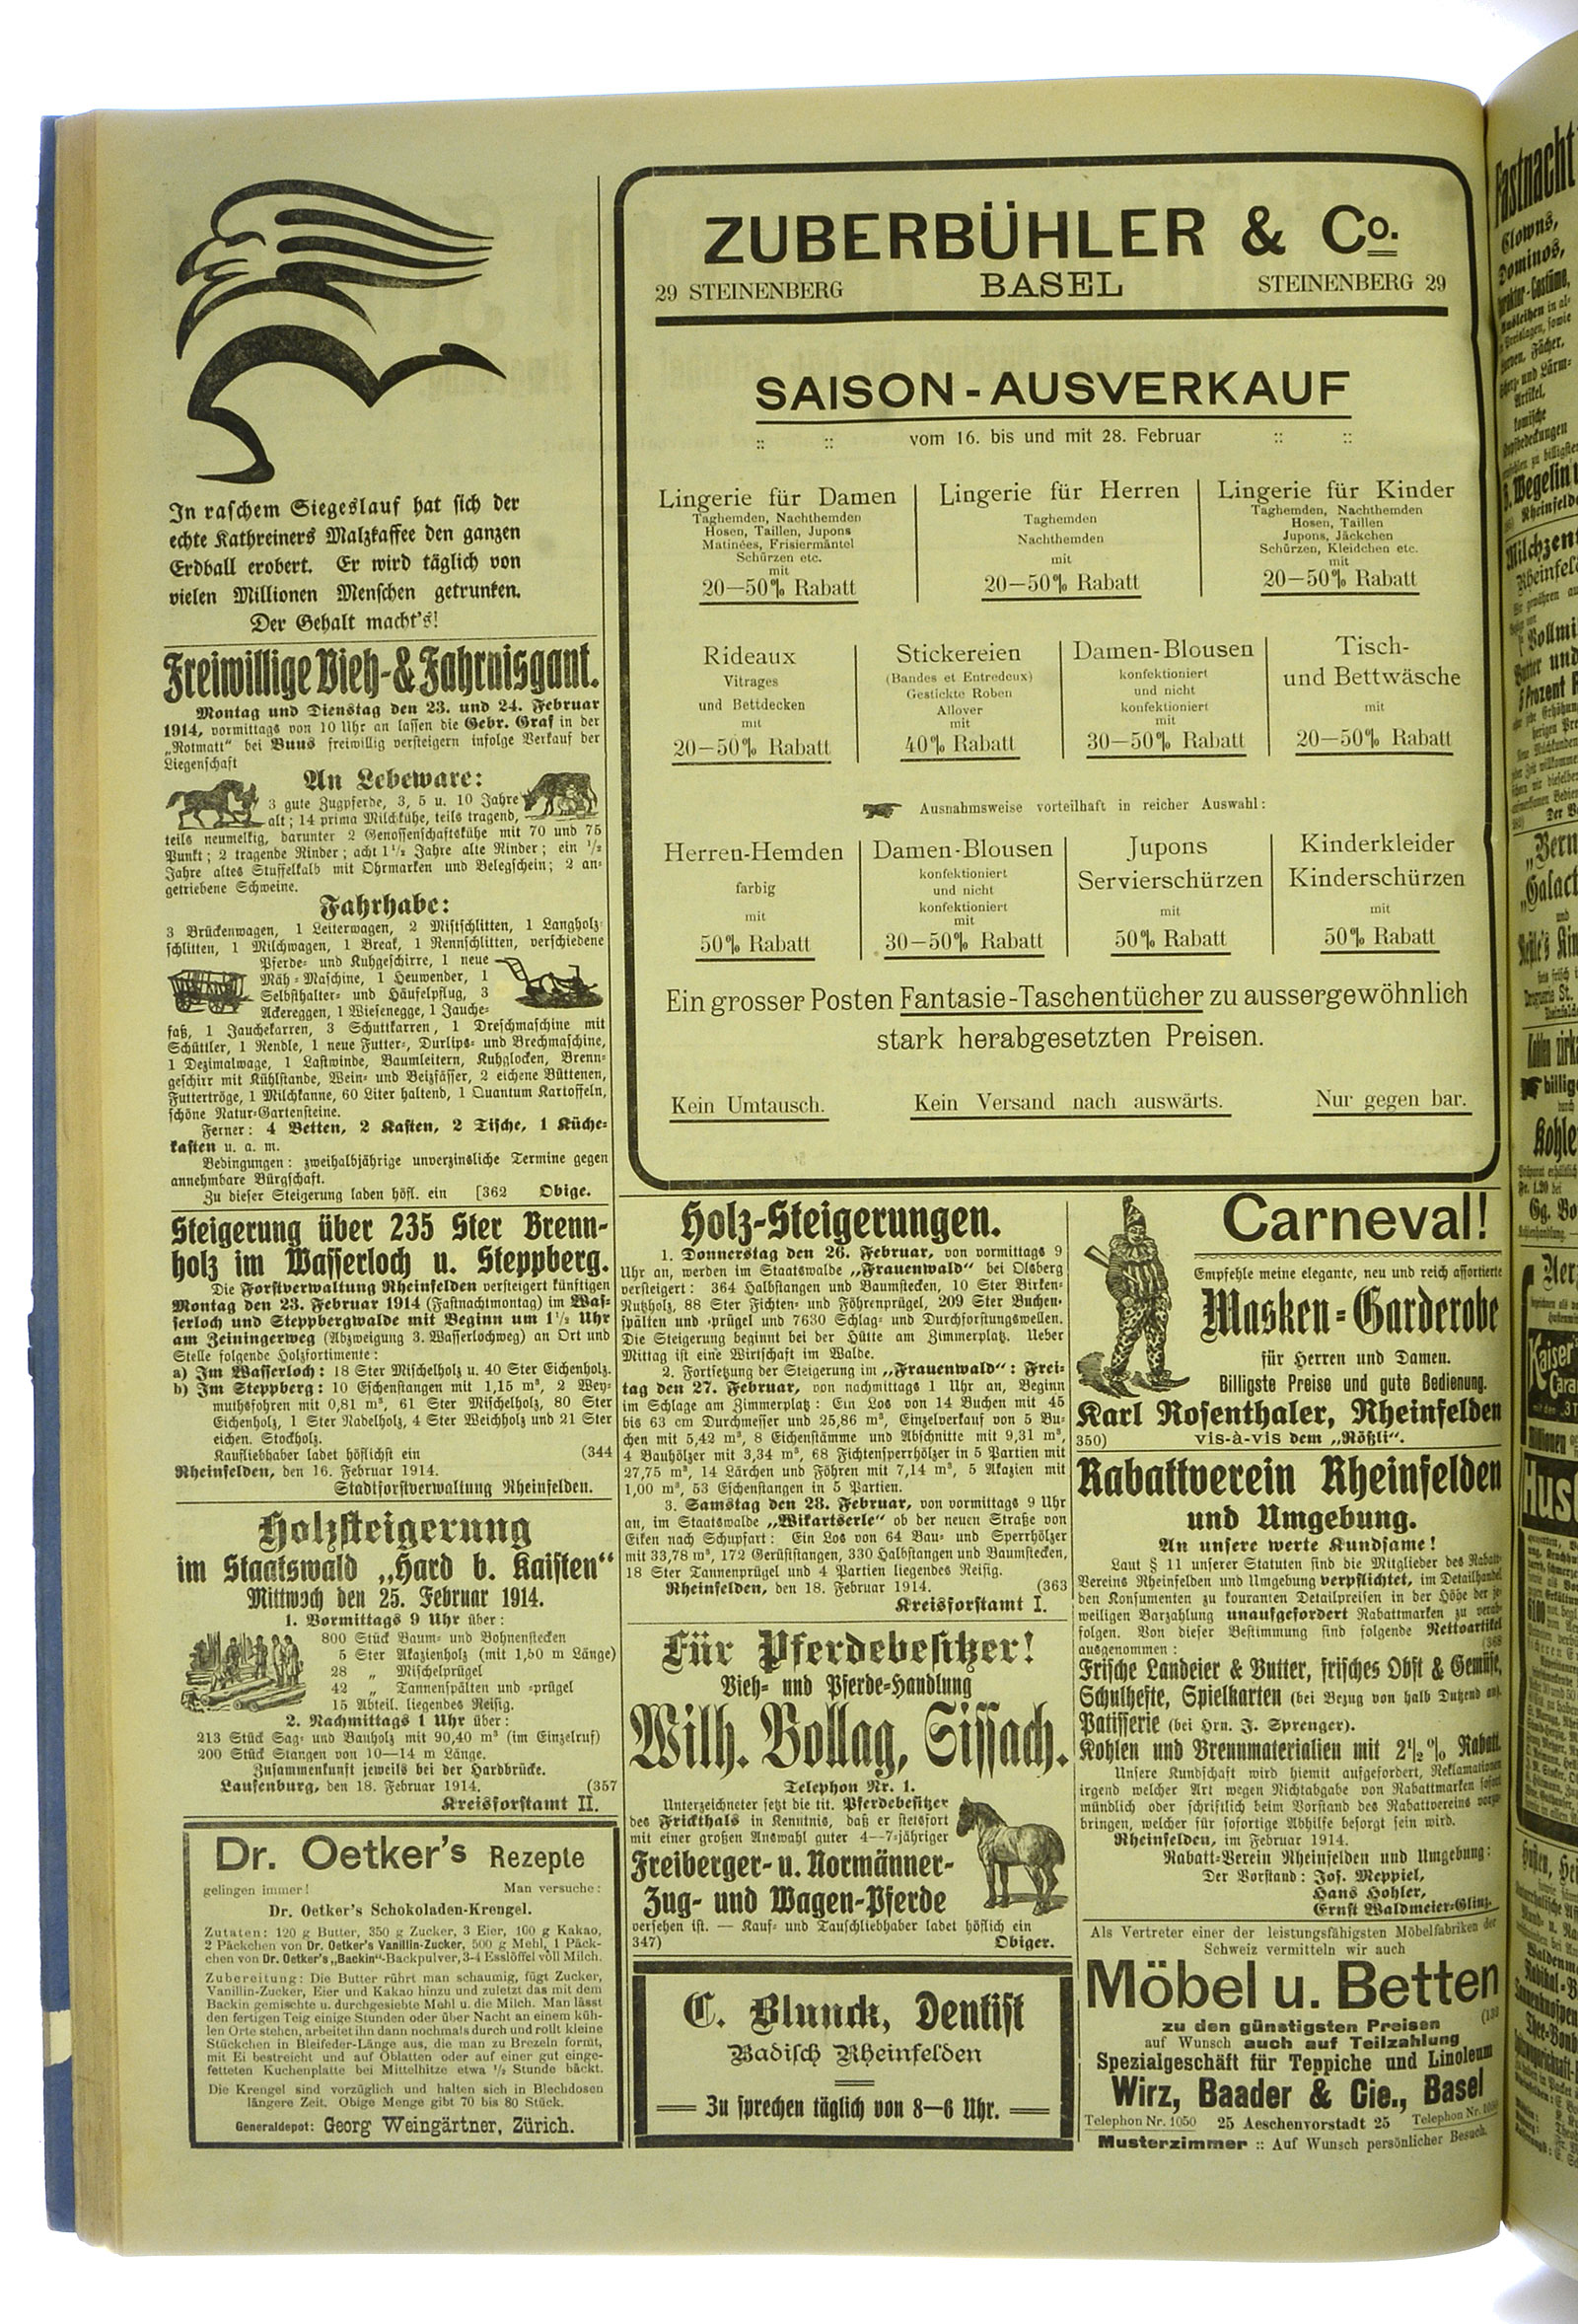 In raschem Siegeslauf hat sich der
echte Kathreiners Malzkaffee den ganzen
Erdball erobert. Er wird täglich von
vielen Millionen Menschen getrunken.
Der Gehalt macht's!
Freiwillige Vieh- & Fahrnisgant.
Montag und Dienstag den 23. und 24. Februar
1914, vormittags von 10 Uhr an lassen die Gebr. Graf in der
„Rotmatt“ bei Buus freiwillig versteigern infolge Verkauf der
Liegenschaft
An Lebeware:
3 gute Zugpferde, 3, 5 u. 10 Jahre
alt; 14 prima Milchkühe, teils tragend,
teils neumelkig, darunter 2 Genossenschaftskühe mit 70 und 75
Punkt; 2 tragende Rinder; acht 1½ Jahre alte Rinder; ein ½
Jahre altes Stuffelkalb mit Ohrmarken und Belegschein; 2 an-
getriebene Schweine.
Fahrhabe:
3 Brückenwagen, 1 Leiterwagen, 2 Mistschlitten, 1 Langholz-
schlitten, 1 Milchwagen, 1 Break, 1 Rennschlitten, verschiedene
Pferde- und Kuhgeschirre, 1 neue
Mäh-Maschine, 1 Heuwender, 1
Selbsthalter- und Häufelpflug, 3
Ackereggen, 1 Wiesenegge, 1 Jauche-
faß, 1 Jauchekarren, 3 Schuttkarren, 1 Dreschmaschine mit
Schüttler, 1 Rendle, 1 neue Futter-, Durlips- und Brechmaschine,
1 Dezimalwage, 1 Lastwinde, Baumleitern, Kuhglocken, Brenn-
geschirr mit Kühlstande, Wein- und Beizfässer, 2 eichene Büttenen,
Futtertröge, 1 Milchkanne, 60 Liter haltend, 1 Quantum Kartoffeln,
schöne Natur-Gartensteine.
Ferner: 4 Betten, 2 Kasten, 2 Tische, 1 Küche-
kasten u. a. m.
Bedingungen: zweihalbjährige unverzinsliche Termine gegen
annehmbare Bürgschaft.
Zu dieser Steigerung laden höfl. ein [362 Obige.
Steigerung über 235 Ster Brenn-
holz im Wasserloch u. Steppberg.
Die Forstverwaltung Rheinfelden versteigert künftigen
Montag den 23. Februar 1914 (Fastnachtmontag) im Was-
serloch und Steppbergwalde mit Beginn um 1½ Uhr
am Zeiningerweg (Abzweigung 3. Wasserlochweg) an Ort und
Stelle folgende Holzsortimente:
a) Im Wasserloch: 18 Ster Mischelholz u. 40 Ster Eichenholz.
b) Im Steppberg: 10 Eschenstangen mit 1,15 m³, 2 Wey-
muthsfohren mit 0,81 m³, 61 Ster Mischelholz, 80 Ster
Eichenholz, 1 Ster Nadelholz, 4 Ster Weichholz und 21 Ster
eichen. Stockholz.
Kaufliebhaber ladet höflichst ein (344
Rheinfelden, den 16. Februar 1914.
Stadtforstverwaltung Rheinfelden.
Holzsteigerung
im Staatswald „Hard b. Kaisten“
Mittwoch den 25. Februar 1914.
1. Vormittags 9 Uhr über:
800 Stück Baum- und Bohnenstecken
5 Ster Akazienholz (mit 1,50 m Länge)
28 „ Mischelprügel
42 „ Tannenspälten und -prügel
15 Abteil. liegendes Reisig.
2. Nachmittags 1 Uhr über:
213 Stück Sag- und Bauholz mit 90,40 m³ (im Einzelruf)
200 Stück Stangen von 10—14 m Länge.
Zusammenkunft jeweils bei der Hardbrücke.
Laufenburg, den 18. Februar 1914. (357
Kreisforstamt II.
Dr. Oetker's Rezepte
gelingen immer! Man versuche:
Dr. Oetker's Schokoladen-Krengel.
Zutaten: 120 g Butter, 350 g Zucker, 3 Eier, 100 g Kakao,
2 Päckchen von Dr. Oetker's Vanillin-Zucker, 500 g Mehl, 1 Päck-
chen von Dr. Oetker's „Backin“-Backpulver, 3-4 Esslöffel voll Milch.
Zubereitung: Die Butter rührt man schaumig, fügt Zucker,
Vanillin-Zucker, Eier und Kakao hinzu und zuletzt das mit dem
Backin gemischte u. durchgesiebte Mehl u. die Milch. Man lässt
den fertigen Teig einige Stunden oder über Nacht an einem küh-
len Orte stehen, arbeitet ihn dann nochmals durch und rollt kleine
Stückchen in Bleifeder-Länge aus, die man zu Brezeln formt,
mit Ei bestreicht und auf Oblatten oder auf einer gut einge-
fetteten Kuchenplatte bei Mittelhitze etwa ½ Stunde bäckt.
Die Krengel sind vorzüglich und halten sich in Blechdosen
längere Zeit. Obige Menge gibt 70 bis 80 Stück.
Generaldepot: Georg Weingärtner, Zürich.
ZUBERBÜHLER & Co.
29 STEINENBERG BASEL STEINENBERG 29
SAISON-AUSVERKAUF
:: :: vom 16. bis und mit 28. Februar :: ::
Lingerie für Damen
Taghemden, Nachthemden
Hosen, Taillen, Jupons
Matinées, Frisiermäntel
Schürzen etc.
mit
20—50% Rabatt
Lingerie für Herren
Taghemden
Nachthemden
mit
20—50% Rabatt
Lingerie für Kinder
Taghemden, Nachthemden
Hosen, Taillen
Jupons, Jäckchen
Schürzen, Kleidchen etc.
mit
20—50% Rabatt
Rideaux
Vitrages
und Bettdecken
mit
20—50% Rabatt
Stickereien
(Bandes et Entredeux)
Gestickte Roben
Allover
mit
40% Rabatt
Damen-Blousen
konfektioniert
und nicht
konfektioniert
mit
30—50% Rabatt
Tisch-
und Bettwäsche
mit
20—50% Rabatt
Ausnahmsweise vorteilhaft in reicher Auswahl:
Herren-Hemden
farbig
mit
50% Rabatt
Damen-Blousen
konfektioniert
und nicht
konfektioniert
mit
30—50% Rabatt
Jupons
Servierschürzen
mit
50% Rabatt
Kinderkleider
Kinderschürzen
mit
50% Rabatt
Ein grosser Posten Fantasie-Taschentücher zu aussergewöhnlich
stark herabgesetzten Preisen.
Kein Umtausch. Kein Versand nach auswärts. Nur gegen bar.
Holz-Steigerungen.
1. Donnerstag den 26. Februar, von vormittags 9
Uhr an, werden im Staatswalde „Frauenwald“ bei Olsberg
versteigert: 364 Halbstangen und Baumstecken, 10 Ster Birken-
Nutzholz, 88 Ster Fichten- und Föhrenprügel, 209 Ster Buchen-
spälten und -prügel und 7630 Schlag- und Durchforstungswellen.
Die Steigerung beginnt bei der Hütte am Zimmerplatz. Ueber
Mittag ist eine Wirtschaft im Walde.
2. Fortsetzung der Steigerung im „Frauenwald“: Frei-
tag den 27. Februar, von nachmittags 1 Uhr an, Beginn
im Schlage am Zimmerplatz: Ein Los von 14 Buchen mit 45
bis 63 cm Durchmesser und 25,86 m³, Einzelverkauf von 5 Bu-
chen mit 5,42 m³, 8 Eichenstämme und Abschnitte mit 9,31 m³,
4 Bauhölzer mit 3,34 m³, 68 Fichtensperrhölzer in 5 Partien mit
27,75 m³, 14 Lärchen und Föhren mit 7,14 m³, 5 Akazien mit
1,00 m³, 53 Eschenstangen in 5 Partien.
3. Samstag den 28. Februar, von vormittags 9 Uhr
an, im Staatswalde „Wikartserle“ ob der neuen Straße von
Eiken nach Schupfart: Ein Los von 64 Bau- und Sperrhölzer
mit 33,78 m³, 172 Gerüststangen, 330 Halbstangen und Baumstecken,
18 Ster Tannenprügel und 4 Partien liegendes Reisig.
Rheinfelden, den 18. Februar 1914. (363
Kreisforstamt I.
Für Pferdebesitzer!
Vieh- und Pferde-Handlung
Wilh. Bollag, Sissach.
Telephon Nr. 1.
Unterzeichneter setzt die tit. Pferdebesitzer
des Frickthals in Kenntnis, daß er stetsfort
mit einer großen Auswahl guter 4—7-jähriger
Freiberger- u. Normänner-
Zug- und Wagen-Pferde
versehen ist. — Kauf- und Tauschliebhaber ladet höflich ein
347) Obiger.
C. Blunck, Dentist
Badisch Rheinfelden
Zu sprechen täglich von 8—6 Uhr.
Carneval!
Empfehle meine elegante, neu und reich assortierte
Masken-Garderobe
für Herren und Damen.
Billigste Preise und gute Bedienung.
Karl Rosenthaler, Rheinfelden
350) vis-à-vis dem „Rößli“.
Rabattverein Rheinfelden
und Umgebung.
An unsere werte Kundsame!
Laut § 11 unserer Statuten sind die Mitglieder des Rabatt-
Vereins Rheinfelden und Umgebung verpflichtet, im Detailhandel
den Konsumenten zu kouranten Detailpreisen in der Höhe der je-
weiligen Barzahlung unaufgefordert Rabattmarken zu verab-
folgen. Von dieser Bestimmung sind folgende Nettoartikel
ausgenommen: (368
Frische Landeier & Butter, frisches Obst & Gemüse,
Schulhefte, Spielkarten (bei Bezug von halb Dutzend an).
Patisserie (bei Hrn. J. Sprenger).
Kohlen und Brennmaterialien mit 2½% Rabatt.
Unsere Kundschaft wird hiemit aufgefordert, Reklamationen
irgend welcher Art wegen Nichtabgabe von Rabattmarken sofort
mündlich oder schriftlich beim Vorstand des Rabattvereins vorzu-
bringen, welcher für sofortige Abhilfe besorgt sein wird.
Rheinfelden, im Februar 1914.
Rabatt-Verein Rheinfelden und Umgebung:
Der Vorstand: Jos. Meppiel,
Hans Hohler,
Ernst Waldmeier-Glinz.
Als Vertreter einer der leistungsfähigsten Möbelfabriken der
Schweiz vermitteln wir auch
Möbel u. Betten
zu den günstigsten Preisen
auf Wunsch auch auf Teilzahlung
Spezialgeschäft für Teppiche und Linoleum
Wirz, Baader & Cie., Basel
Telephon Nr. 1050 25 Aeschenvorstadt 25 Telephon Nr. 1050
Musterzimmer :: Auf Wunsch persönlicher Besuch.
Fastnacht
Clowns,
Dominos,